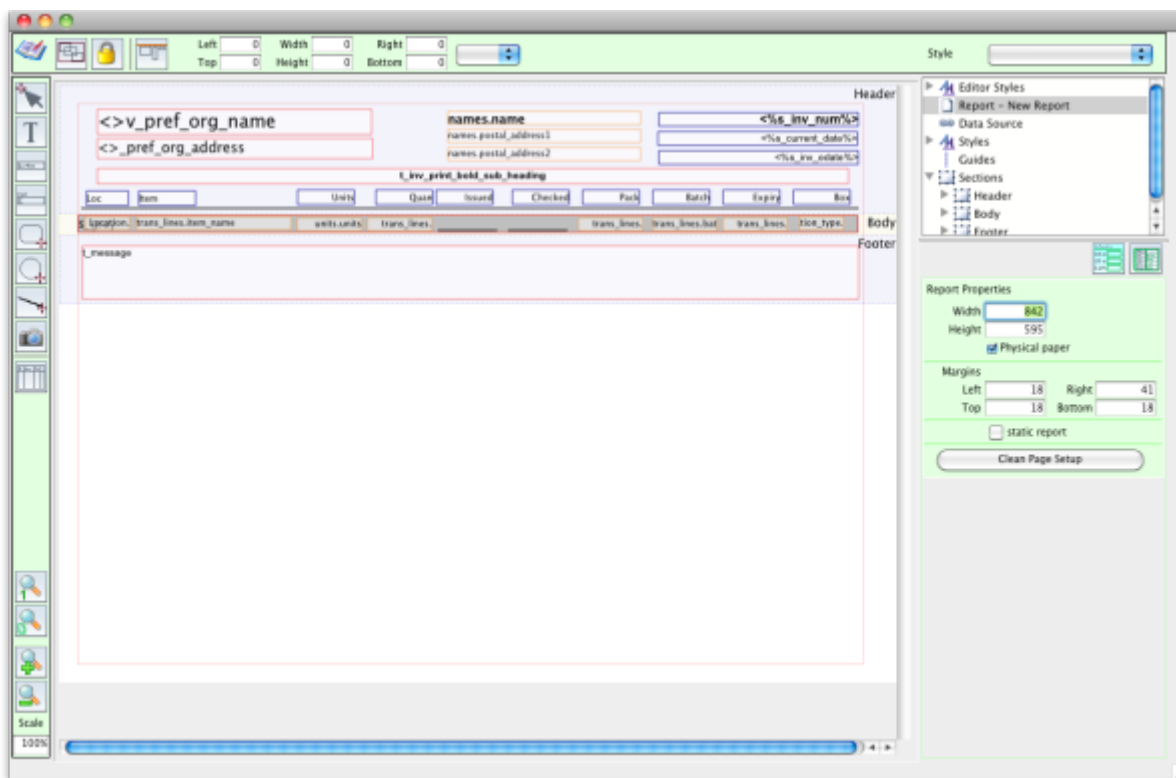 Left 0 Width 0 Right 0
Top 0 Height 0 Bottom 0
Style
Header
<>v_pref_org_name
<>_pref_org_address
names.name
names.postal_address1
names.postal_address2
<%s_inv_num%>
<%s_current_date%>
t_inv_print_bold_sub_heading
Loc Item Units Quan Issued Checked Pack Batch Expiry Box
trans_lines.item_name units.units trans_lines. trans_lines. trans_lines.bat trans_lines. tion_type.
Body
Footer
t_message
T
Scale
100%
Editor Styles
Report - New Report
Data Source
Styles
Guides
Sections
Header
Body
Footer
Report Properties
Width 842
Height 595
Physical paper
Margins
Left 18 Right 41
Top 18 Bottom 18
static report
Clean Page Setup